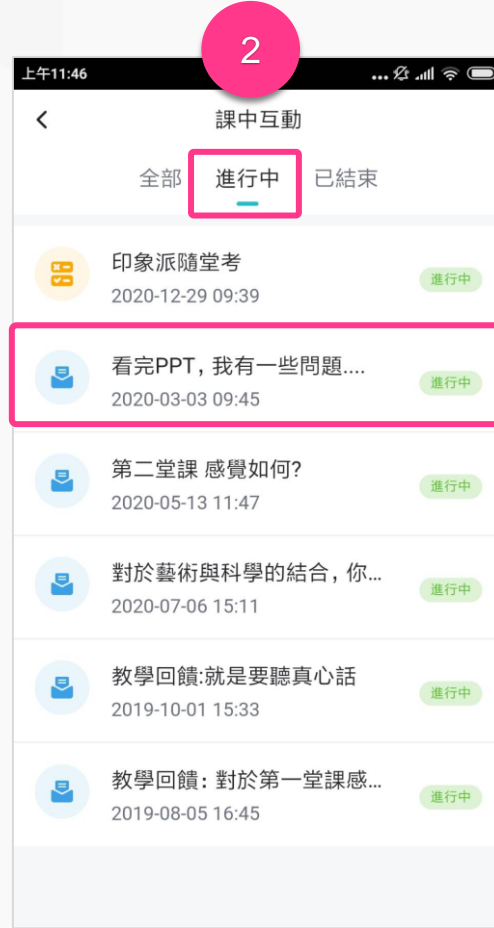 2
上午11:46
課中互動
全部 進行中 已結束
印象派隨堂考
2020-12-29 09:39
進行中
看完PPT，我有一些問題....
2020-03-03 09:45
進行中
第二堂課 感覺如何?
2020-05-13 11:47
進行中
對於藝術與科學的結合，你...
2020-07-06 15:11
進行中
教學回饋:就是要聽真心話
2019-10-01 15:33
進行中
教學回饋：對於第一堂課感...
2019-08-05 16:45
進行中